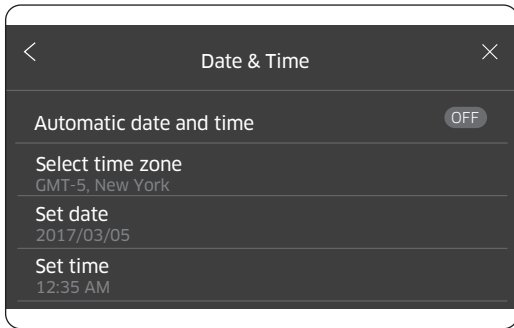 Date & Time
Automatic date and time
OFF
Select time zone
GMT-5, New York
Set date
2017/03/05
Set time
12:35 AM